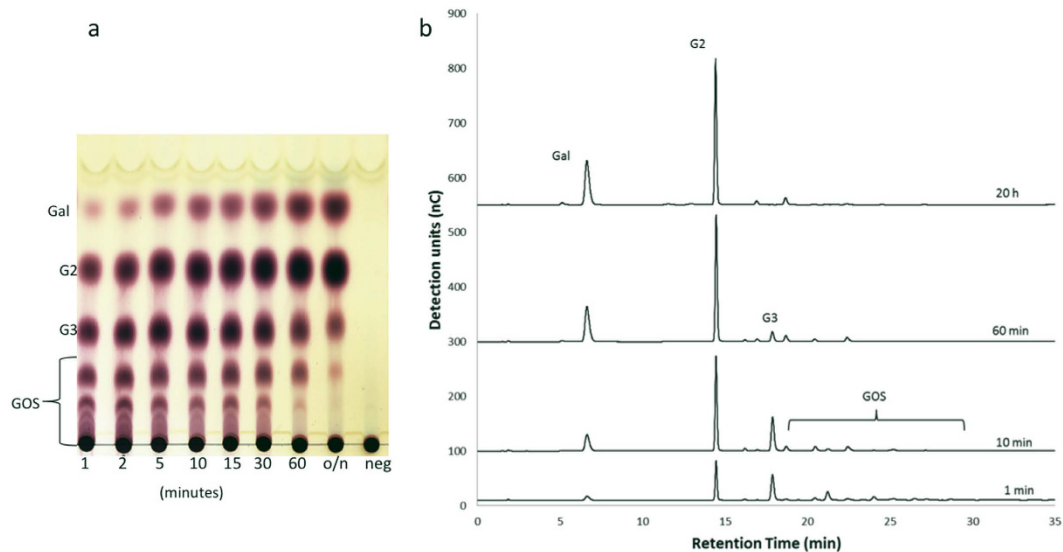 a
Gal
G2
G3
GOS
1 2 5 10 15 30 60 o/n neg
(minutes)
b
900
800
700
600
500
400
300
200
100
0
Detection units (nC)
G2
Gal
20 h
G3
60 min
GOS
10 min
1 min
0 5 10 15 20 25 30 35
Retention Time (min)